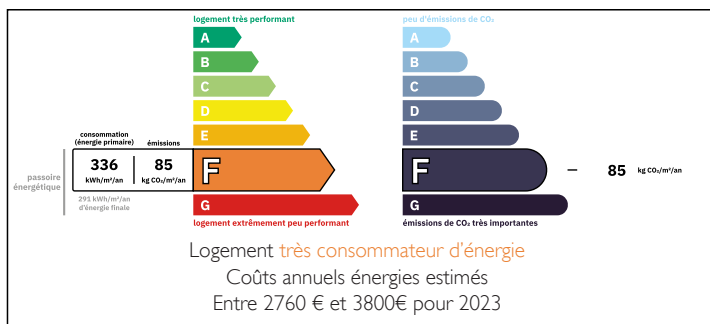 logement très performant
A
B
C
D
E
consommation
(énergie primaire)
émissions
336
kWh/m²/an
85
kg CO₂/m²/an
F
passoire
énergétique
291 kWh/m²/an
d'énergie finale
G
logement extrêmement peu performant
peu d'émissions de CO₂
A
B
C
D
E
F
85 kg CO₂/m²/an
G
émissions de CO₂ très importantes
Logement très consommateur d'énergie
Coûts annuels énergies estimés
Entre 2760 € et 3800€ pour 2023